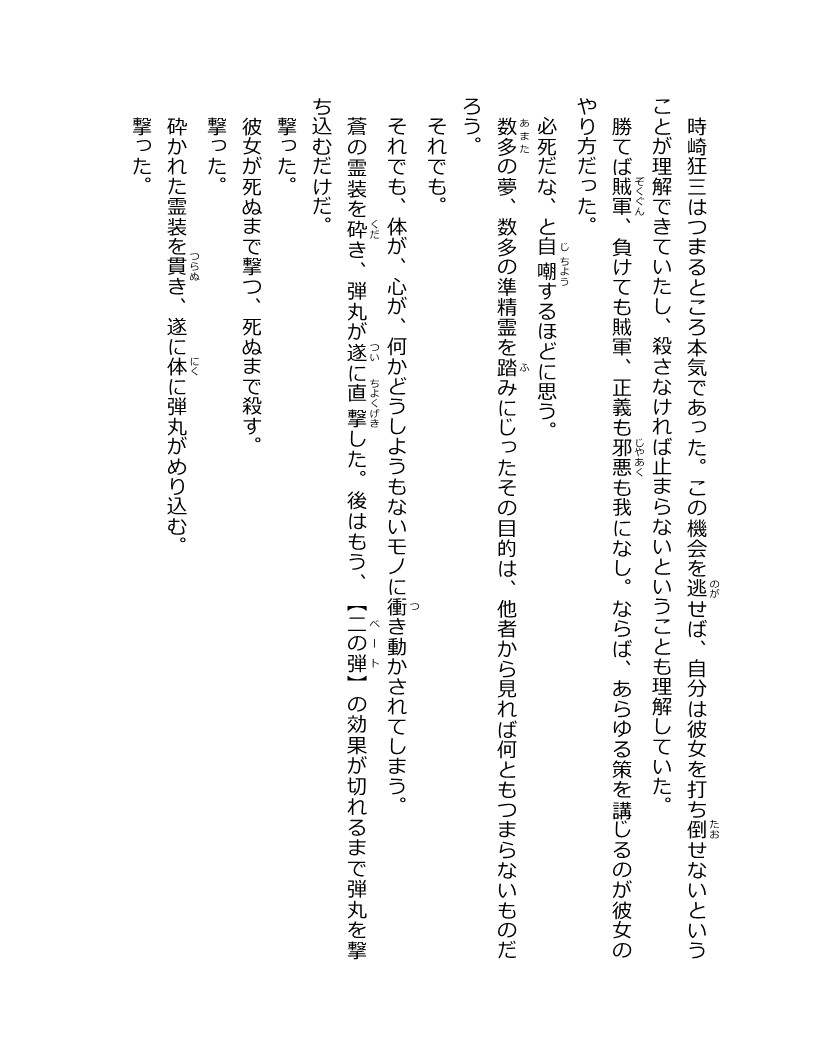 時崎狂三はつまるところ本気であった。この機会を逃せば、自分は彼女を打ち倒せないという
ことが理解できていたし、殺さなければ止まらないということも理解していた。
勝てば賊軍、負けても賊軍、正義も邪悪も我になし。ならば、あらゆる策を講じるのが彼女の
やり方だった。
必死だな、と自嘲するほどに思う。
数多の夢、数多の準精霊を踏みにじったその目的は、他者から見れば何ともつまらないものだ
ろう。
それでも。
それでも、体が、心が、何かどうしようもないモノに衝き動かされてしまう。
蒼の霊装を砕き、弾丸が遂に直撃した。後はもう、【二の弾】の効果が切れるまで弾丸を撃
ち込むだけだ。
撃った。
彼女が死ぬまで撃つ、死ぬまで殺す。
撃った。
砕かれた霊装を貫き、遂に体に弾丸がめり込む。
撃った。